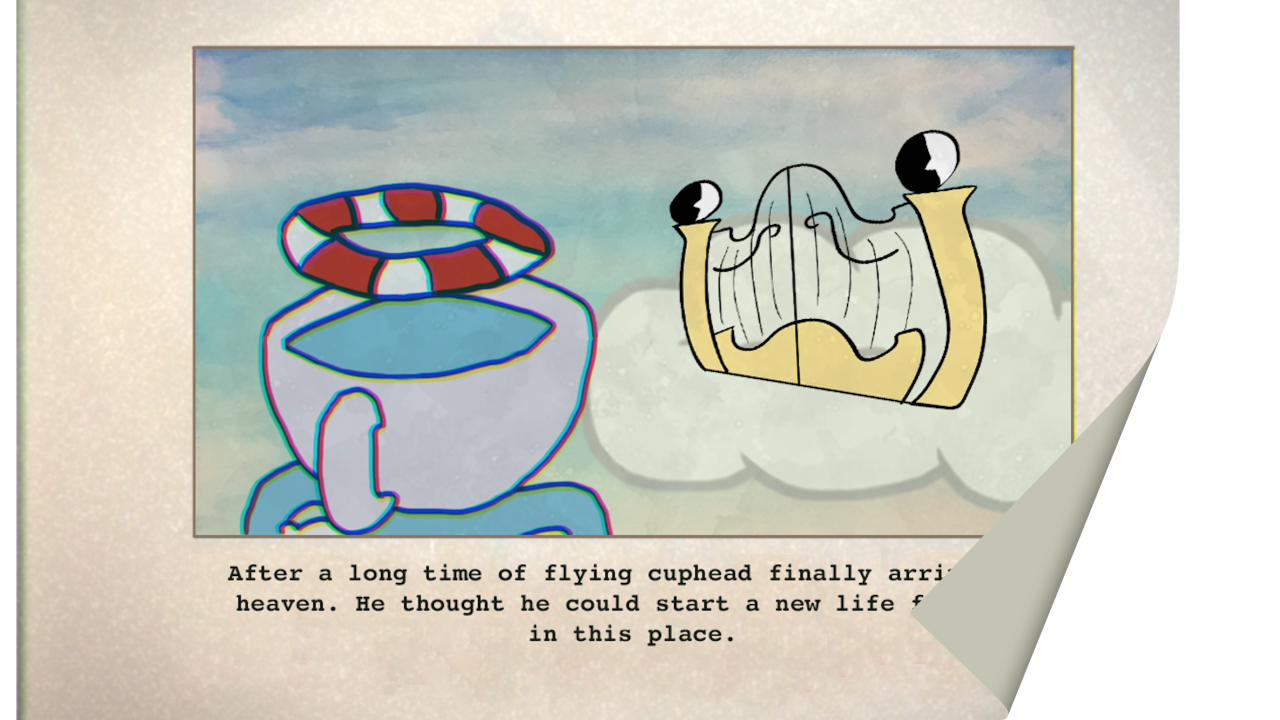 After a long time of flying cuphead finally
heaven. He thought he could start a new life
in this place.